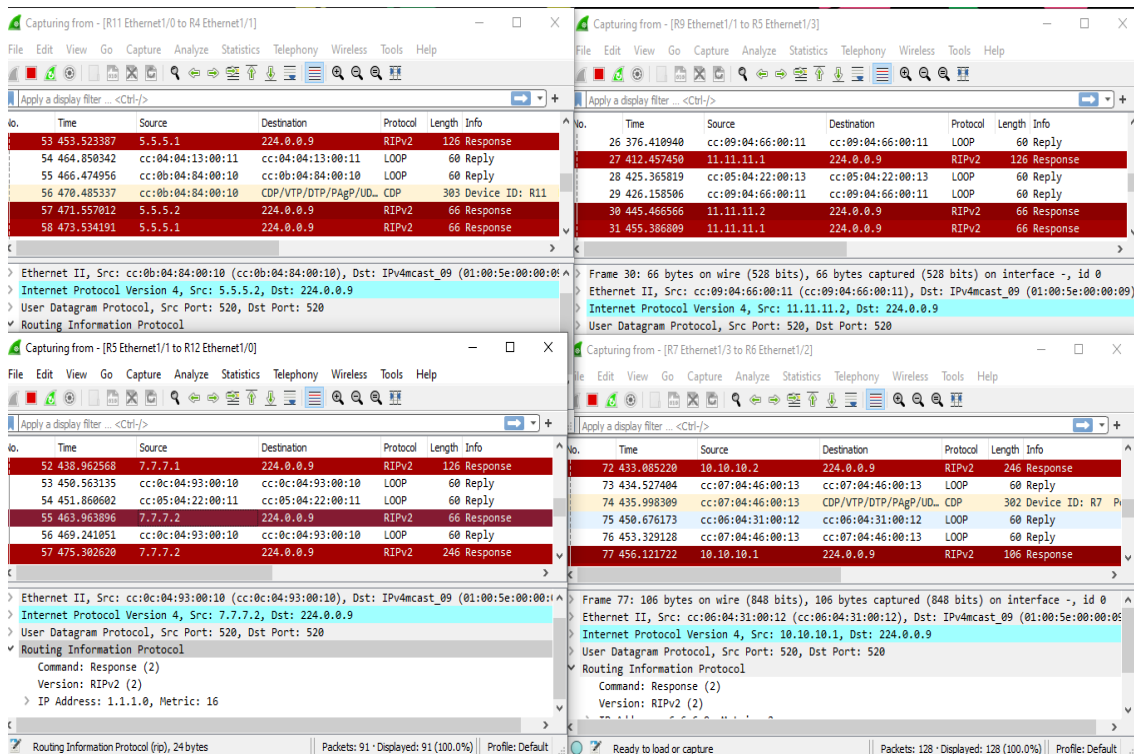 Capturing from - [R11 Ethernet1/0 to R4 Ethernet1/1]
File Edit View Go Capture Analyze Statistics Telephony Wireless Tools Help
Apply a display filter ... <Ctrl-/>
No. Time Source Destination Protocol Length Info
53 453.523387 5.5.5.1 224.0.0.9 RIPv2 126 Response
54 464.850342 cc:04:04:13:00:11 cc:04:04:13:00:11 LOOP 60 Reply
55 466.474956 cc:0b:04:84:00:10 cc:0b:04:84:00:10 LOOP 60 Reply
56 470.485337 cc:0b:04:84:00:10 CDP/VTP/DTP/PAgP/UD… CDP 303 Device ID: R11
57 471.557012 5.5.5.2 224.0.0.9 RIPv2 66 Response
58 473.534191 5.5.5.1 224.0.0.9 RIPv2 66 Response
Ethernet II, Src: cc:0b:04:84:00:10 (cc:0b:04:84:00:10), Dst: IPv4mcast_09 (01:00:5e:00:00:0
Internet Protocol Version 4, Src: 5.5.5.2, Dst: 224.0.0.9
User Datagram Protocol, Src Port: 520, Dst Port: 520
Routing Information Protocol
Capturing from - [R9 Ethernet1/1 to R5 Ethernet1/3]
File Edit View Go Capture Analyze Statistics Telephony Wireless Tools Help
Apply a display filter ... <Ctrl-/>
No. Time Source Destination Protocol Length Info
26 376.410940 cc:09:04:66:00:11 cc:09:04:66:00:11 LOOP 60 Reply
27 412.457450 11.11.11.1 224.0.0.9 RIPv2 126 Response
28 425.365819 cc:05:04:22:00:13 cc:05:04:22:00:13 LOOP 60 Reply
29 426.158506 cc:09:04:66:00:11 cc:09:04:66:00:11 LOOP 60 Reply
30 445.466566 11.11.11.2 224.0.0.9 RIPv2 66 Response
31 455.386809 11.11.11.1 224.0.0.9 RIPv2 66 Response
Frame 30: 66 bytes on wire (528 bits), 66 bytes captured (528 bits) on interface -, id 0
Ethernet II, Src: cc:09:04:66:00:11 (cc:09:04:66:00:11), Dst: IPv4mcast_09 (01:00:5e:00:00:09)
Internet Protocol Version 4, Src: 11.11.11.2, Dst: 224.0.0.9
User Datagram Protocol, Src Port: 520, Dst Port: 520
Capturing from - [R5 Ethernet1/1 to R12 Ethernet1/0]
File Edit View Go Capture Analyze Statistics Telephony Wireless Tools Help
Apply a display filter ... <Ctrl-/>
No. Time Source Destination Protocol Length Info
52 438.962568 7.7.7.1 224.0.0.9 RIPv2 126 Response
53 450.563135 cc:0c:04:93:00:10 cc:0c:04:93:00:10 LOOP 60 Reply
54 451.860602 cc:05:04:22:00:11 cc:05:04:22:00:11 LOOP 60 Reply
55 463.963896 7.7.7.2 224.0.0.9 RIPv2 66 Response
56 469.241051 cc:0c:04:93:00:10 cc:0c:04:93:00:10 LOOP 60 Reply
57 475.302620 7.7.7.2 224.0.0.9 RIPv2 246 Response
Ethernet II, Src: cc:0c:04:93:00:10 (cc:0c:04:93:00:10), Dst: IPv4mcast_09 (01:00:5e:00:00:
Internet Protocol Version 4, Src: 7.7.7.2, Dst: 224.0.0.9
User Datagram Protocol, Src Port: 520, Dst Port: 520
Routing Information Protocol
Command: Response (2)
Version: RIPv2 (2)
IP Address: 1.1.1.0, Metric: 16
Routing Information Protocol (rip), 24 bytes Packets: 91 · Displayed: 91 (100.0%) Profile: Default
Capturing from - [R7 Ethernet1/3 to R6 Ethernet1/2]
File Edit View Go Capture Analyze Statistics Telephony Wireless Tools Help
Apply a display filter ... <Ctrl-/>
No. Time Source Destination Protocol Length Info
72 433.085220 10.10.10.2 224.0.0.9 RIPv2 246 Response
73 434.527404 cc:07:04:46:00:13 cc:07:04:46:00:13 LOOP 60 Reply
74 435.998309 cc:07:04:46:00:13 CDP/VTP/DTP/PAgP/UD… CDP 302 Device ID: R7
75 450.676173 cc:06:04:31:00:12 cc:06:04:31:00:12 LOOP 60 Reply
76 453.329128 cc:07:04:46:00:13 cc:07:04:46:00:13 LOOP 60 Reply
77 456.121722 10.10.10.1 224.0.0.9 RIPv2 106 Response
Frame 77: 106 bytes on wire (848 bits), 106 bytes captured (848 bits) on interface -, id 0
Ethernet II, Src: cc:06:04:31:00:12 (cc:06:04:31:00:12), Dst: IPv4mcast_09 (01:00:5e:00:00:09
Internet Protocol Version 4, Src: 10.10.10.1, Dst: 224.0.0.9
User Datagram Protocol, Src Port: 520, Dst Port: 520
Routing Information Protocol
Command: Response (2)
Version: RIPv2 (2)
Ready to load or capture Packets: 128 · Displayed: 128 (100.0%) Profile: Default